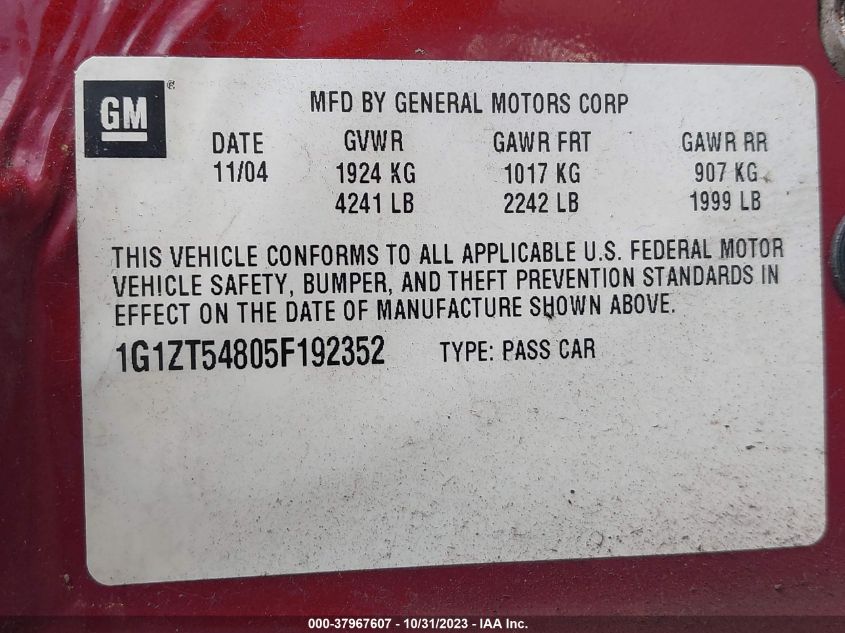 GM
®
MFD BY GENERAL MOTORS CORP
DATE GVWR GAWR FRT GAWR RR
11/04 1924 KG 1017 KG 907 KG
4241 LB 2242 LB 1999 LB
THIS VEHICLE CONFORMS TO ALL APPLICABLE U.S. FEDERAL MOTOR
VEHICLE SAFETY, BUMPER, AND THEFT PREVENTION STANDARDS IN
EFFECT ON THE DATE OF MANUFACTURE SHOWN ABOVE.
1G1ZT54805F192352 TYPE: PASS CAR
000-37967607 - 10/31/2023 - IAA Inc.